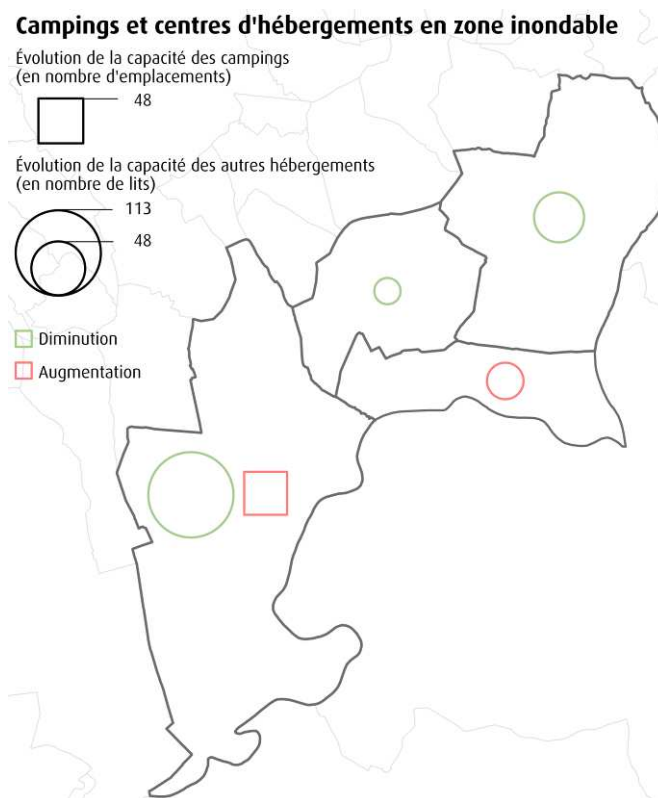 Campings et centres d'hébergements en zone inondable
Évolution de la capacité des campings
(en nombre d'emplacements)
48
Évolution de la capacité des autres hébergements
(en nombre de lits)
113
48
Diminution
Augmentation